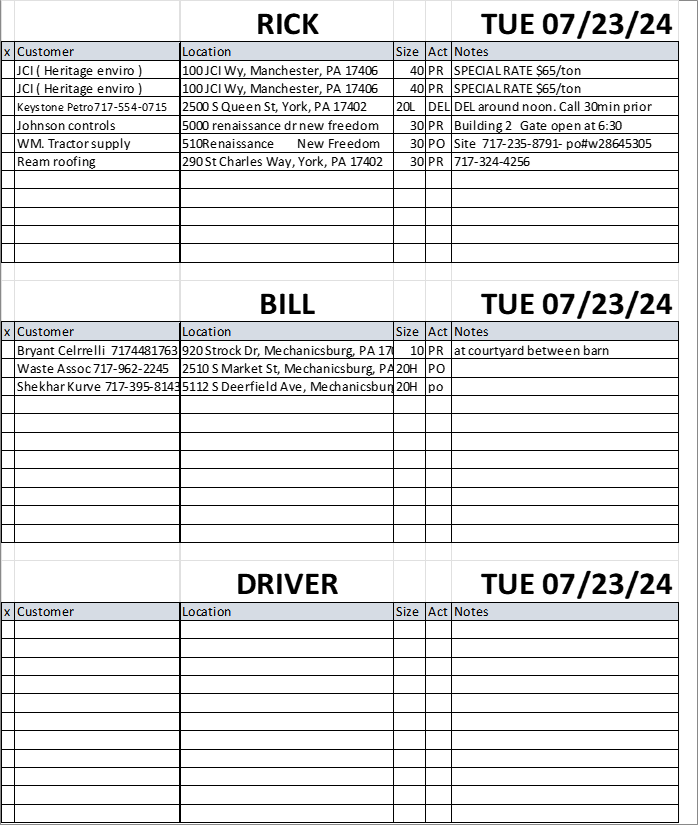 RICK TUE 07/23/24
x Customer Location Size Act Notes
JCI ( Heritage enviro ) 100 JCI Wy, Manchester, PA 17406 40 PR SPECIAL RATE $65/ton
JCI ( Heritage enviro ) 100 JCI Wy, Manchester, PA 17406 40 PR SPECIAL RATE $65/ton
Keystone Petro 717-554-0715 2500 S Queen St, York, PA 17402 20L DEL DEL around noon. Call 30min prior
Johnson controls 5000 renaissance dr new freedom 30 PR Building 2 Gate open at 6:30
WM. Tractor supply 510Renaissance New Freedom 30 PO Site 717-235-8791- po#w28645305
Ream roofing 290 St Charles Way, York, PA 17402 30 PR 717-324-4256
BILL TUE 07/23/24
x Customer Location Size Act Notes
Bryant Celrrelli 7174481763 920 Strock Dr, Mechanicsburg, PA 170 10 PR at courtyard between barn
Waste Assoc 717-962-2245 2510 S Market St, Mechanicsburg, PA 20H PO
Shekhar Kurve 717-395-8143 5112 S Deerfield Ave, Mechanicsburg 20H po
DRIVER TUE 07/23/24
x Customer Location Size Act Notes